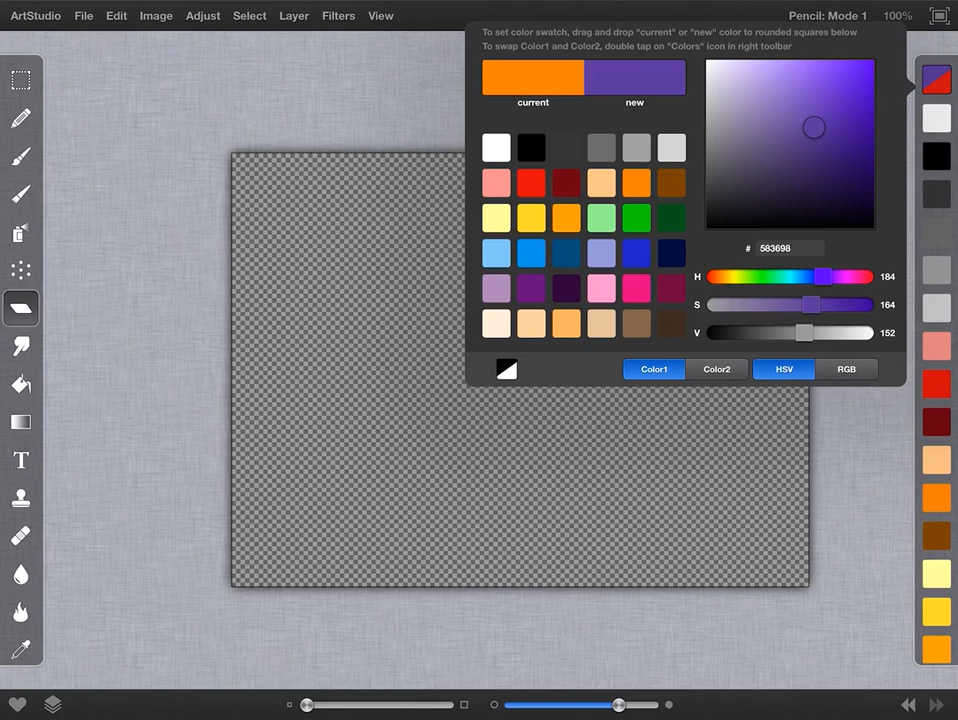 ArtStudio File Edit Image Adjust Select Layer Filters View Pencil: Mode 1 100%
To set color swatch, drag and drop "current" or "new" color to rounded squares below
To swap Color1 and Color2, double tap on "Colors" icon in right toolbar
current new
# 583698
H 184
S 164
V 152
Color1 Color2 HSV RGB
T